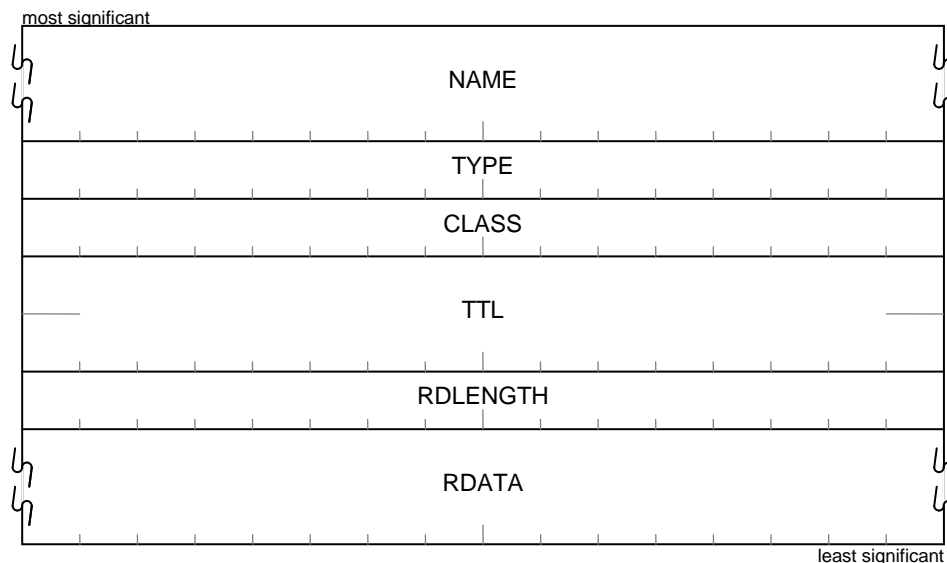 most significant
NAME
TYPE
CLASS
TTL
RDLENGTH
RDATA
least significant